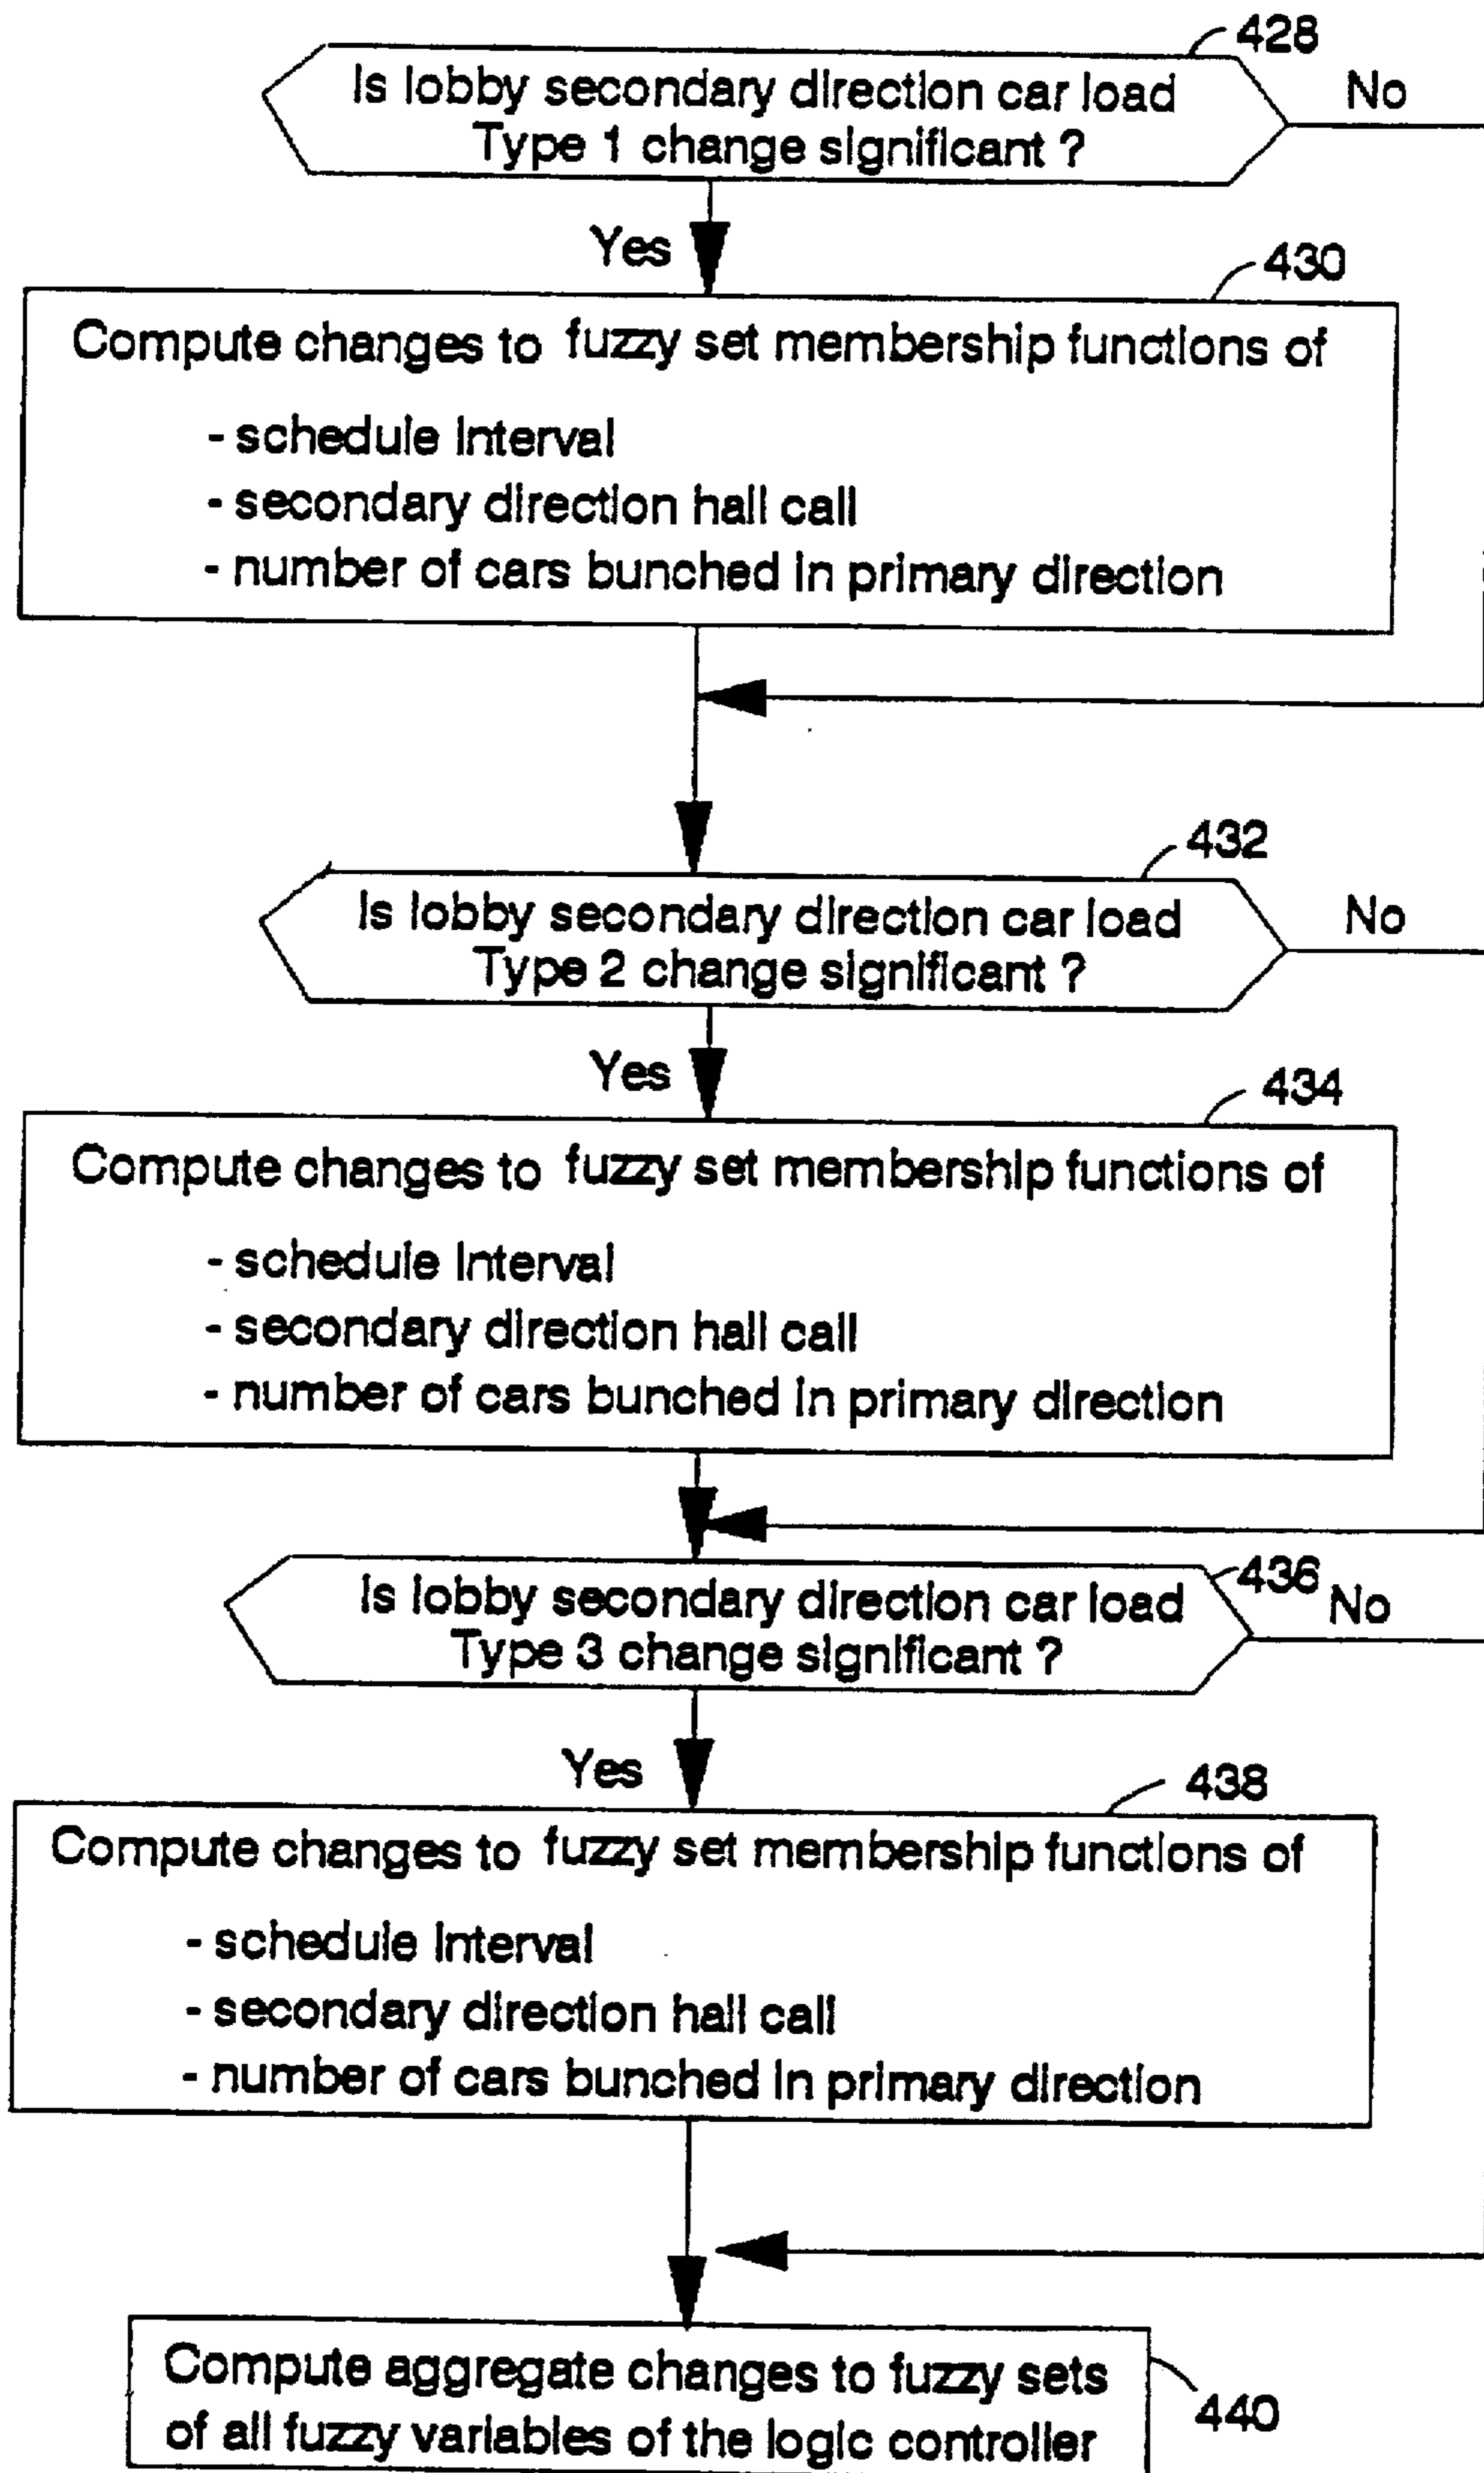 428
Is lobby secondary direction car load
Type 1 change significant ?
No
Yes
430
Compute changes to fuzzy set membership functions of
- schedule interval
- secondary direction hall call
- number of cars bunched in primary direction
432
Is lobby secondary direction car load
Type 2 change significant ?
No
Yes
434
Compute changes to fuzzy set membership functions of
- schedule interval
- secondary direction hall call
- number of cars bunched in primary direction
436
Is lobby secondary direction car load
Type 3 change significant ?
No
Yes
438
Compute changes to fuzzy set membership functions of
- schedule interval
- secondary direction hall call
- number of cars bunched in primary direction
Compute aggregate changes to fuzzy sets
of all fuzzy variables of the logic controller
440